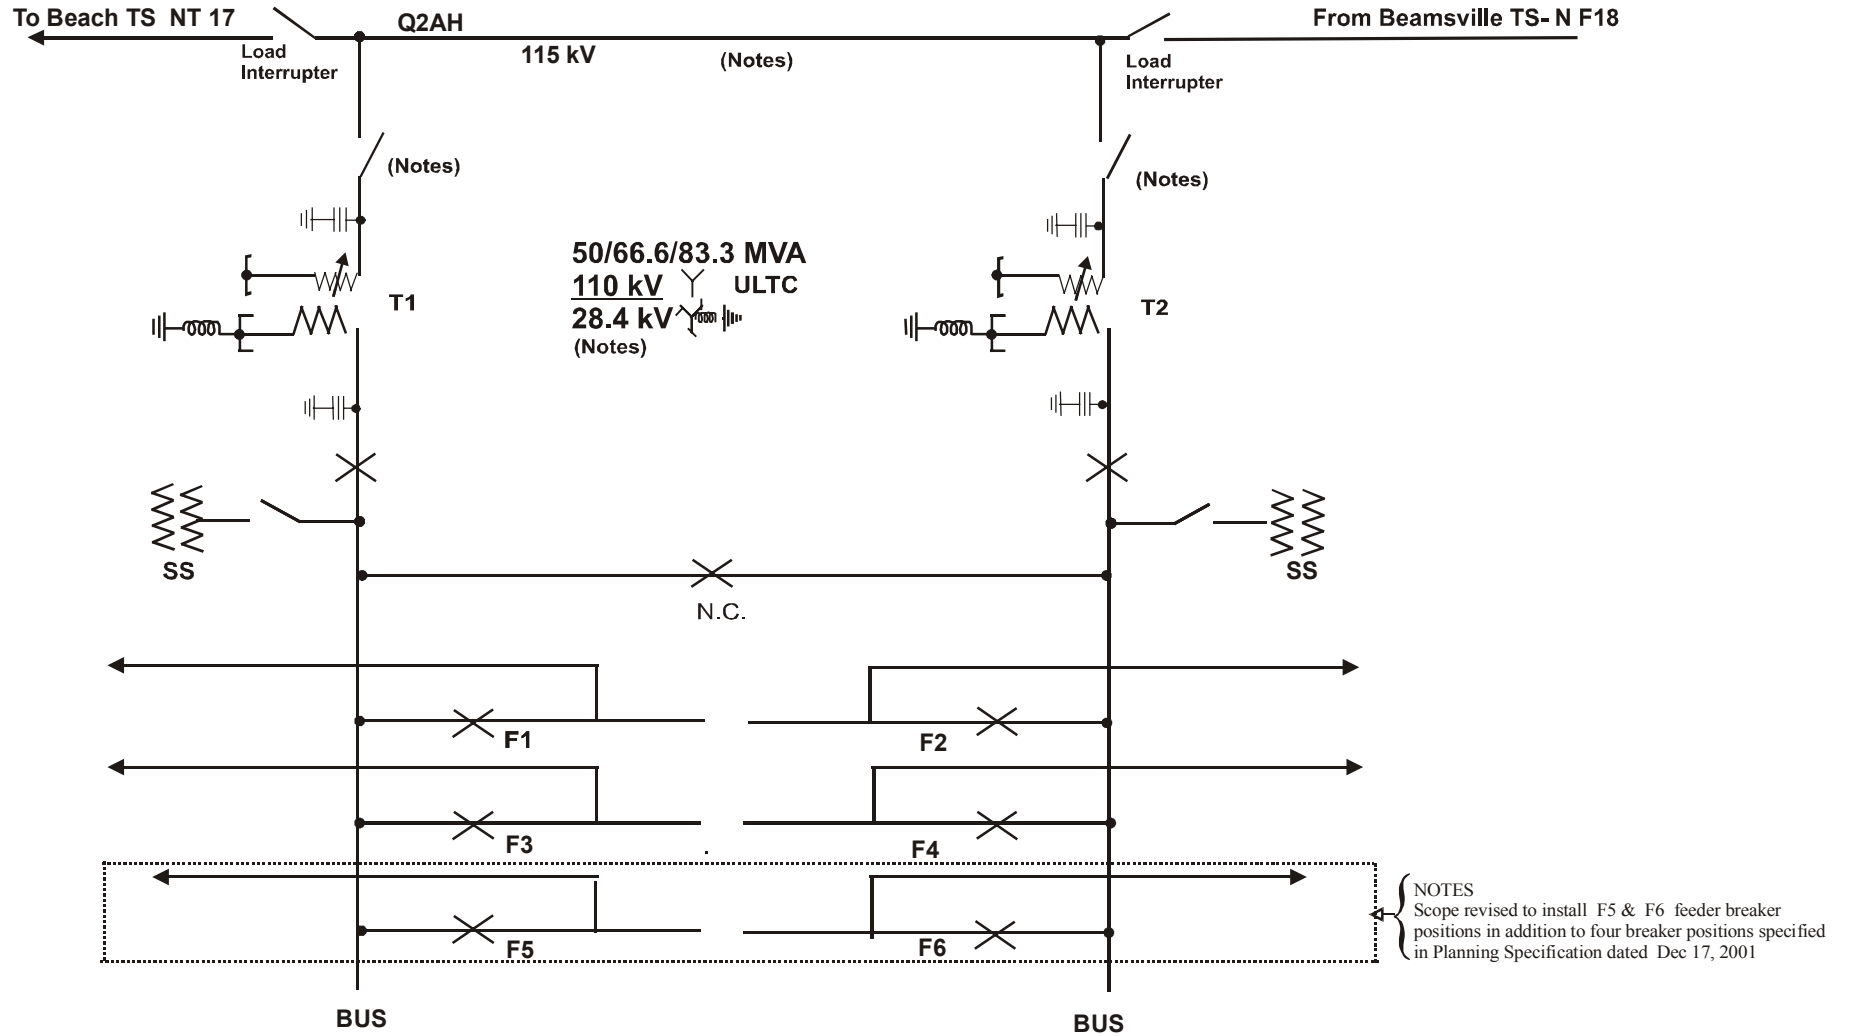 To Beach TS NT 17
Q2AH
From Beamsville TS- N F18
Load
Interrupter
115 kV
(Notes)
Load
Interrupter
(Notes)
(Notes)
50/66.6/83.3 MVA
110 kV ULTC
28.4 kV
(Notes)
T1
T2
SS
SS
N.C.
F1
F2
F3
F4
F5
F6
NOTES
Scope revised to install F5 & F6 feeder breaker
positions in addition to four breaker positions specified
in Planning Specification dated Dec 17, 2001
BUS
BUS